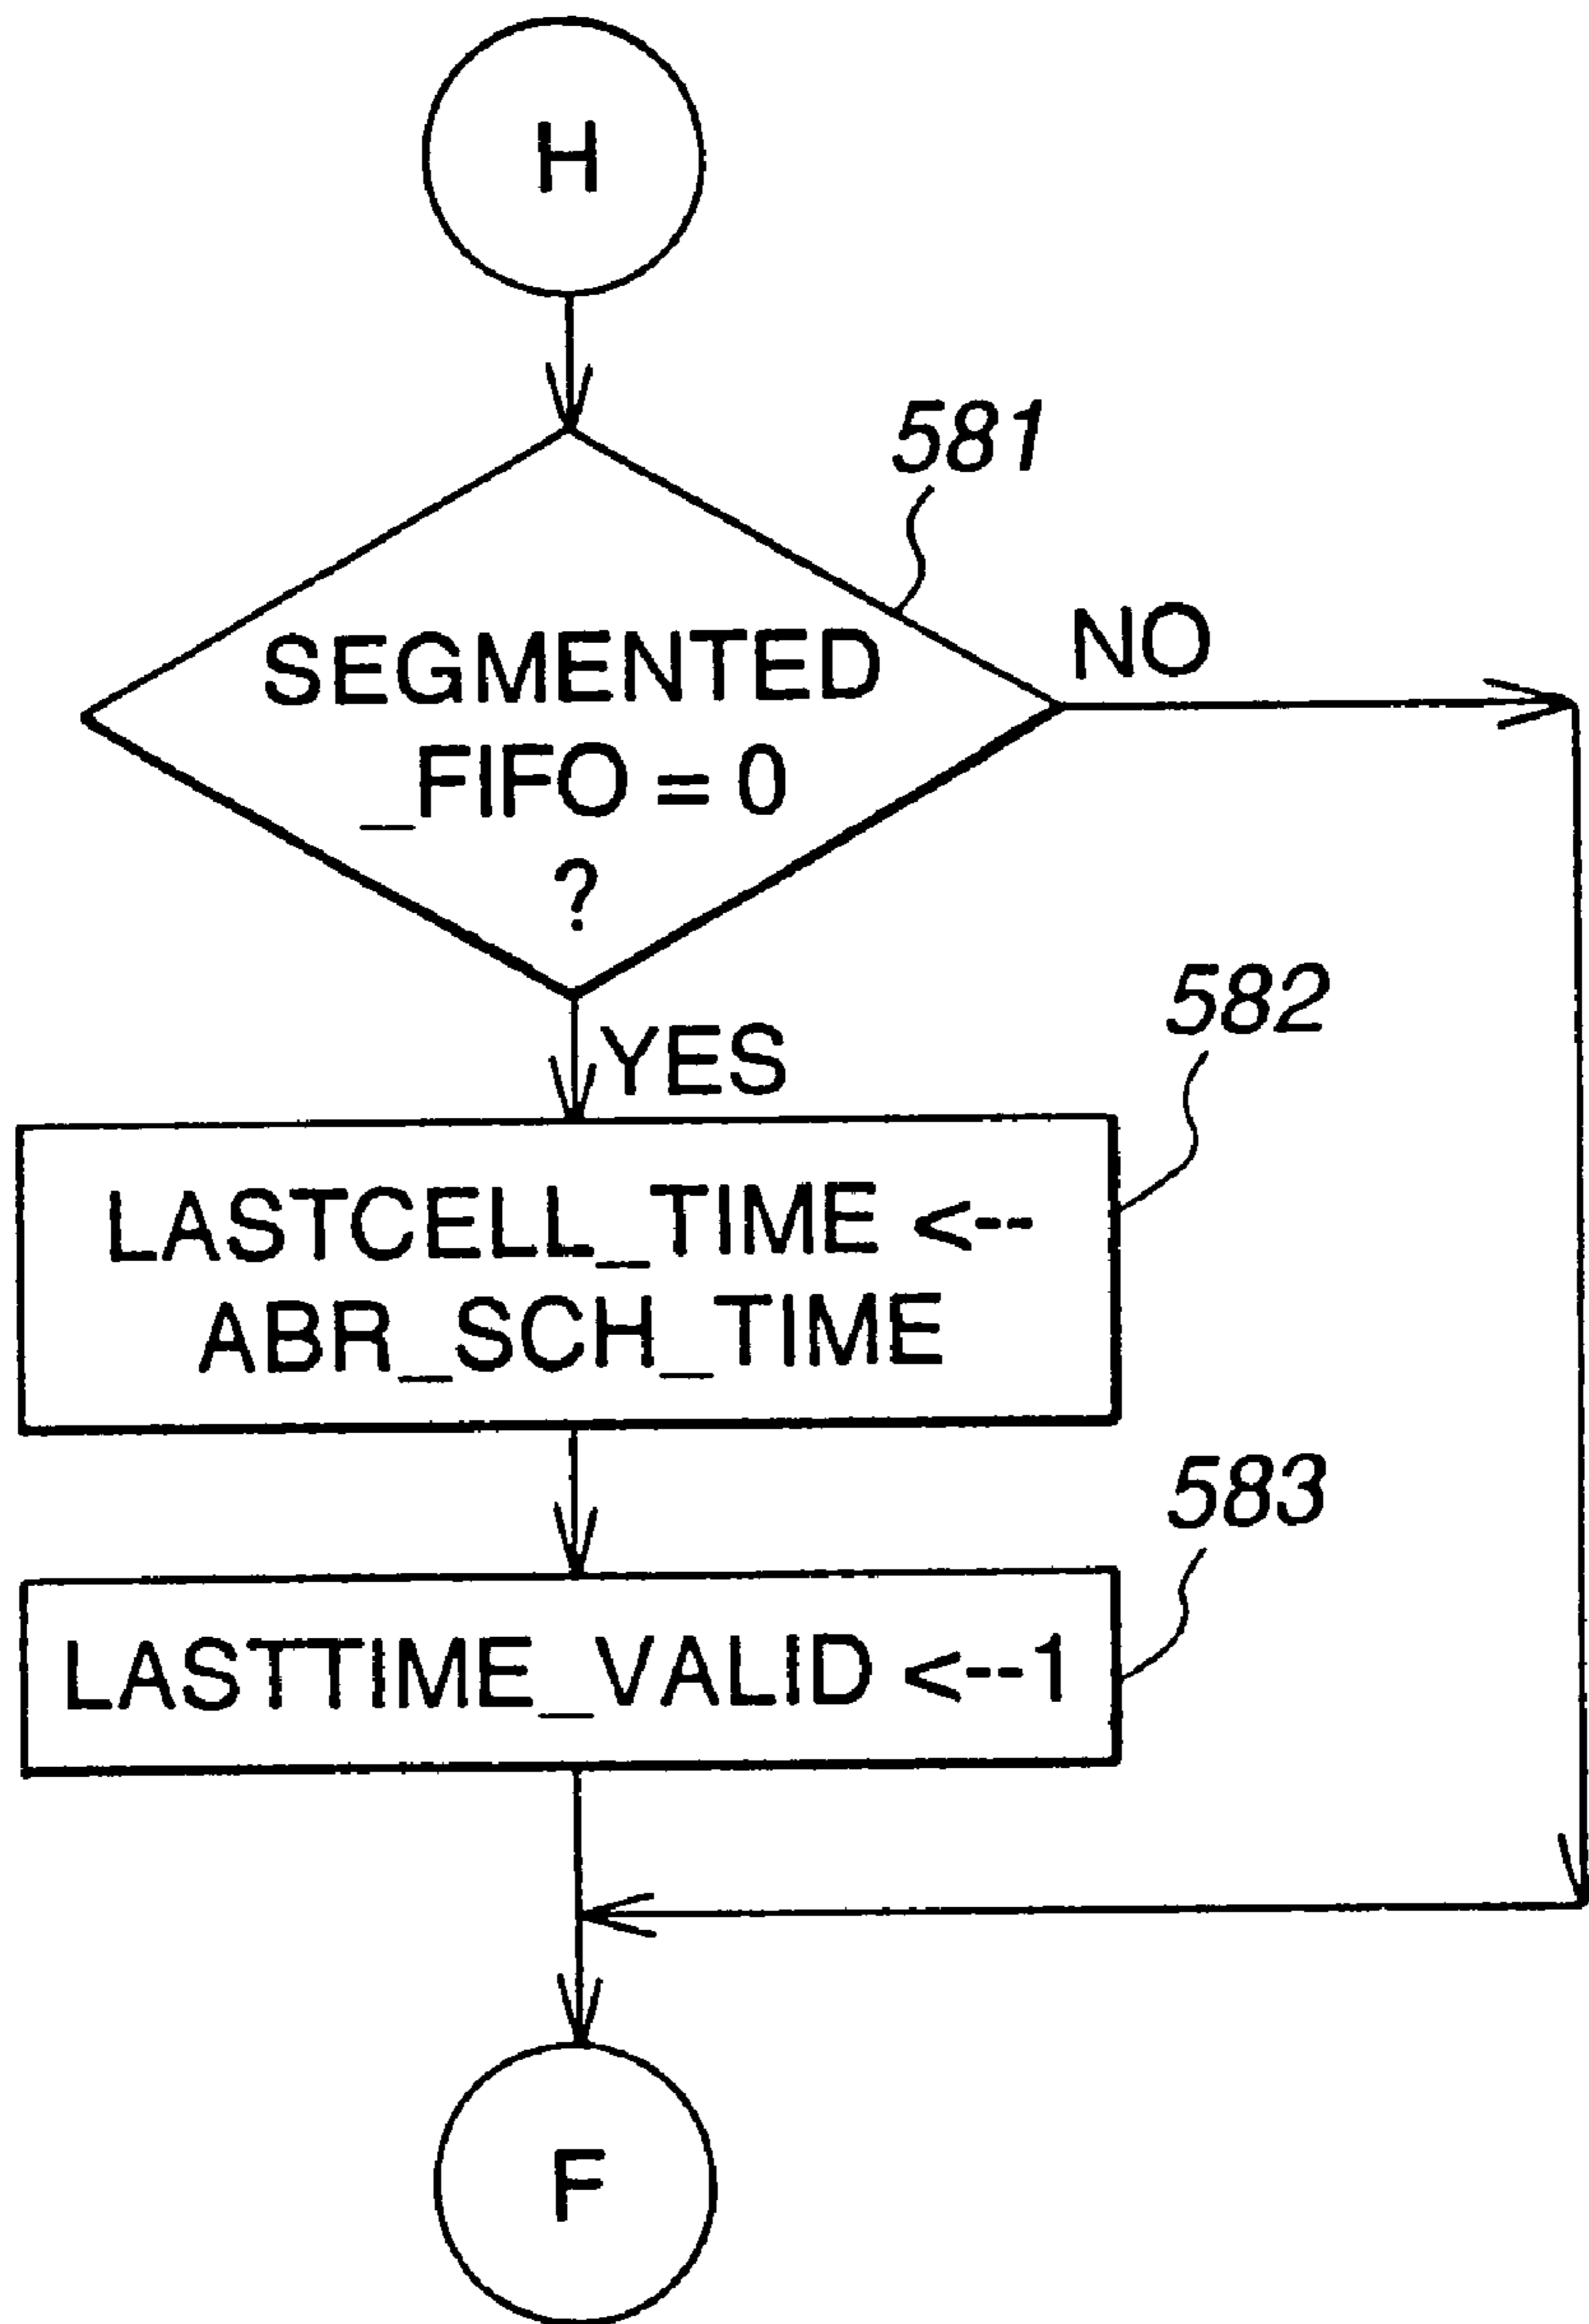 H
581
SEGMENTED
_FIFO = 0
?
NO
YES
582
LASTCELL_TIME <--
ABR_SCH_TIME
583
LASTTIME_VALID <--1
F